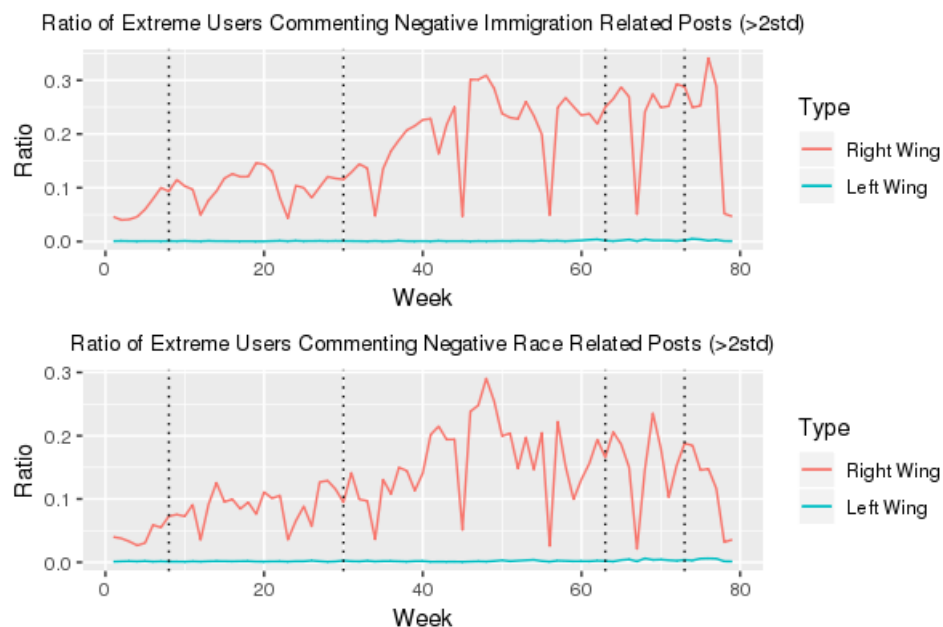 Ratio of Extreme Users Commenting Negative Immigration Related Posts (>2std)
0.3
0.2
0.1
0.0
Ratio
0 20 40 60 80
Week
Type
Right Wing
Left Wing
Ratio of Extreme Users Commenting Negative Race Related Posts (>2std)
0.3
0.2
0.1
0.0
Ratio
0 20 40 60 80
Week
Type
Right Wing
Left Wing